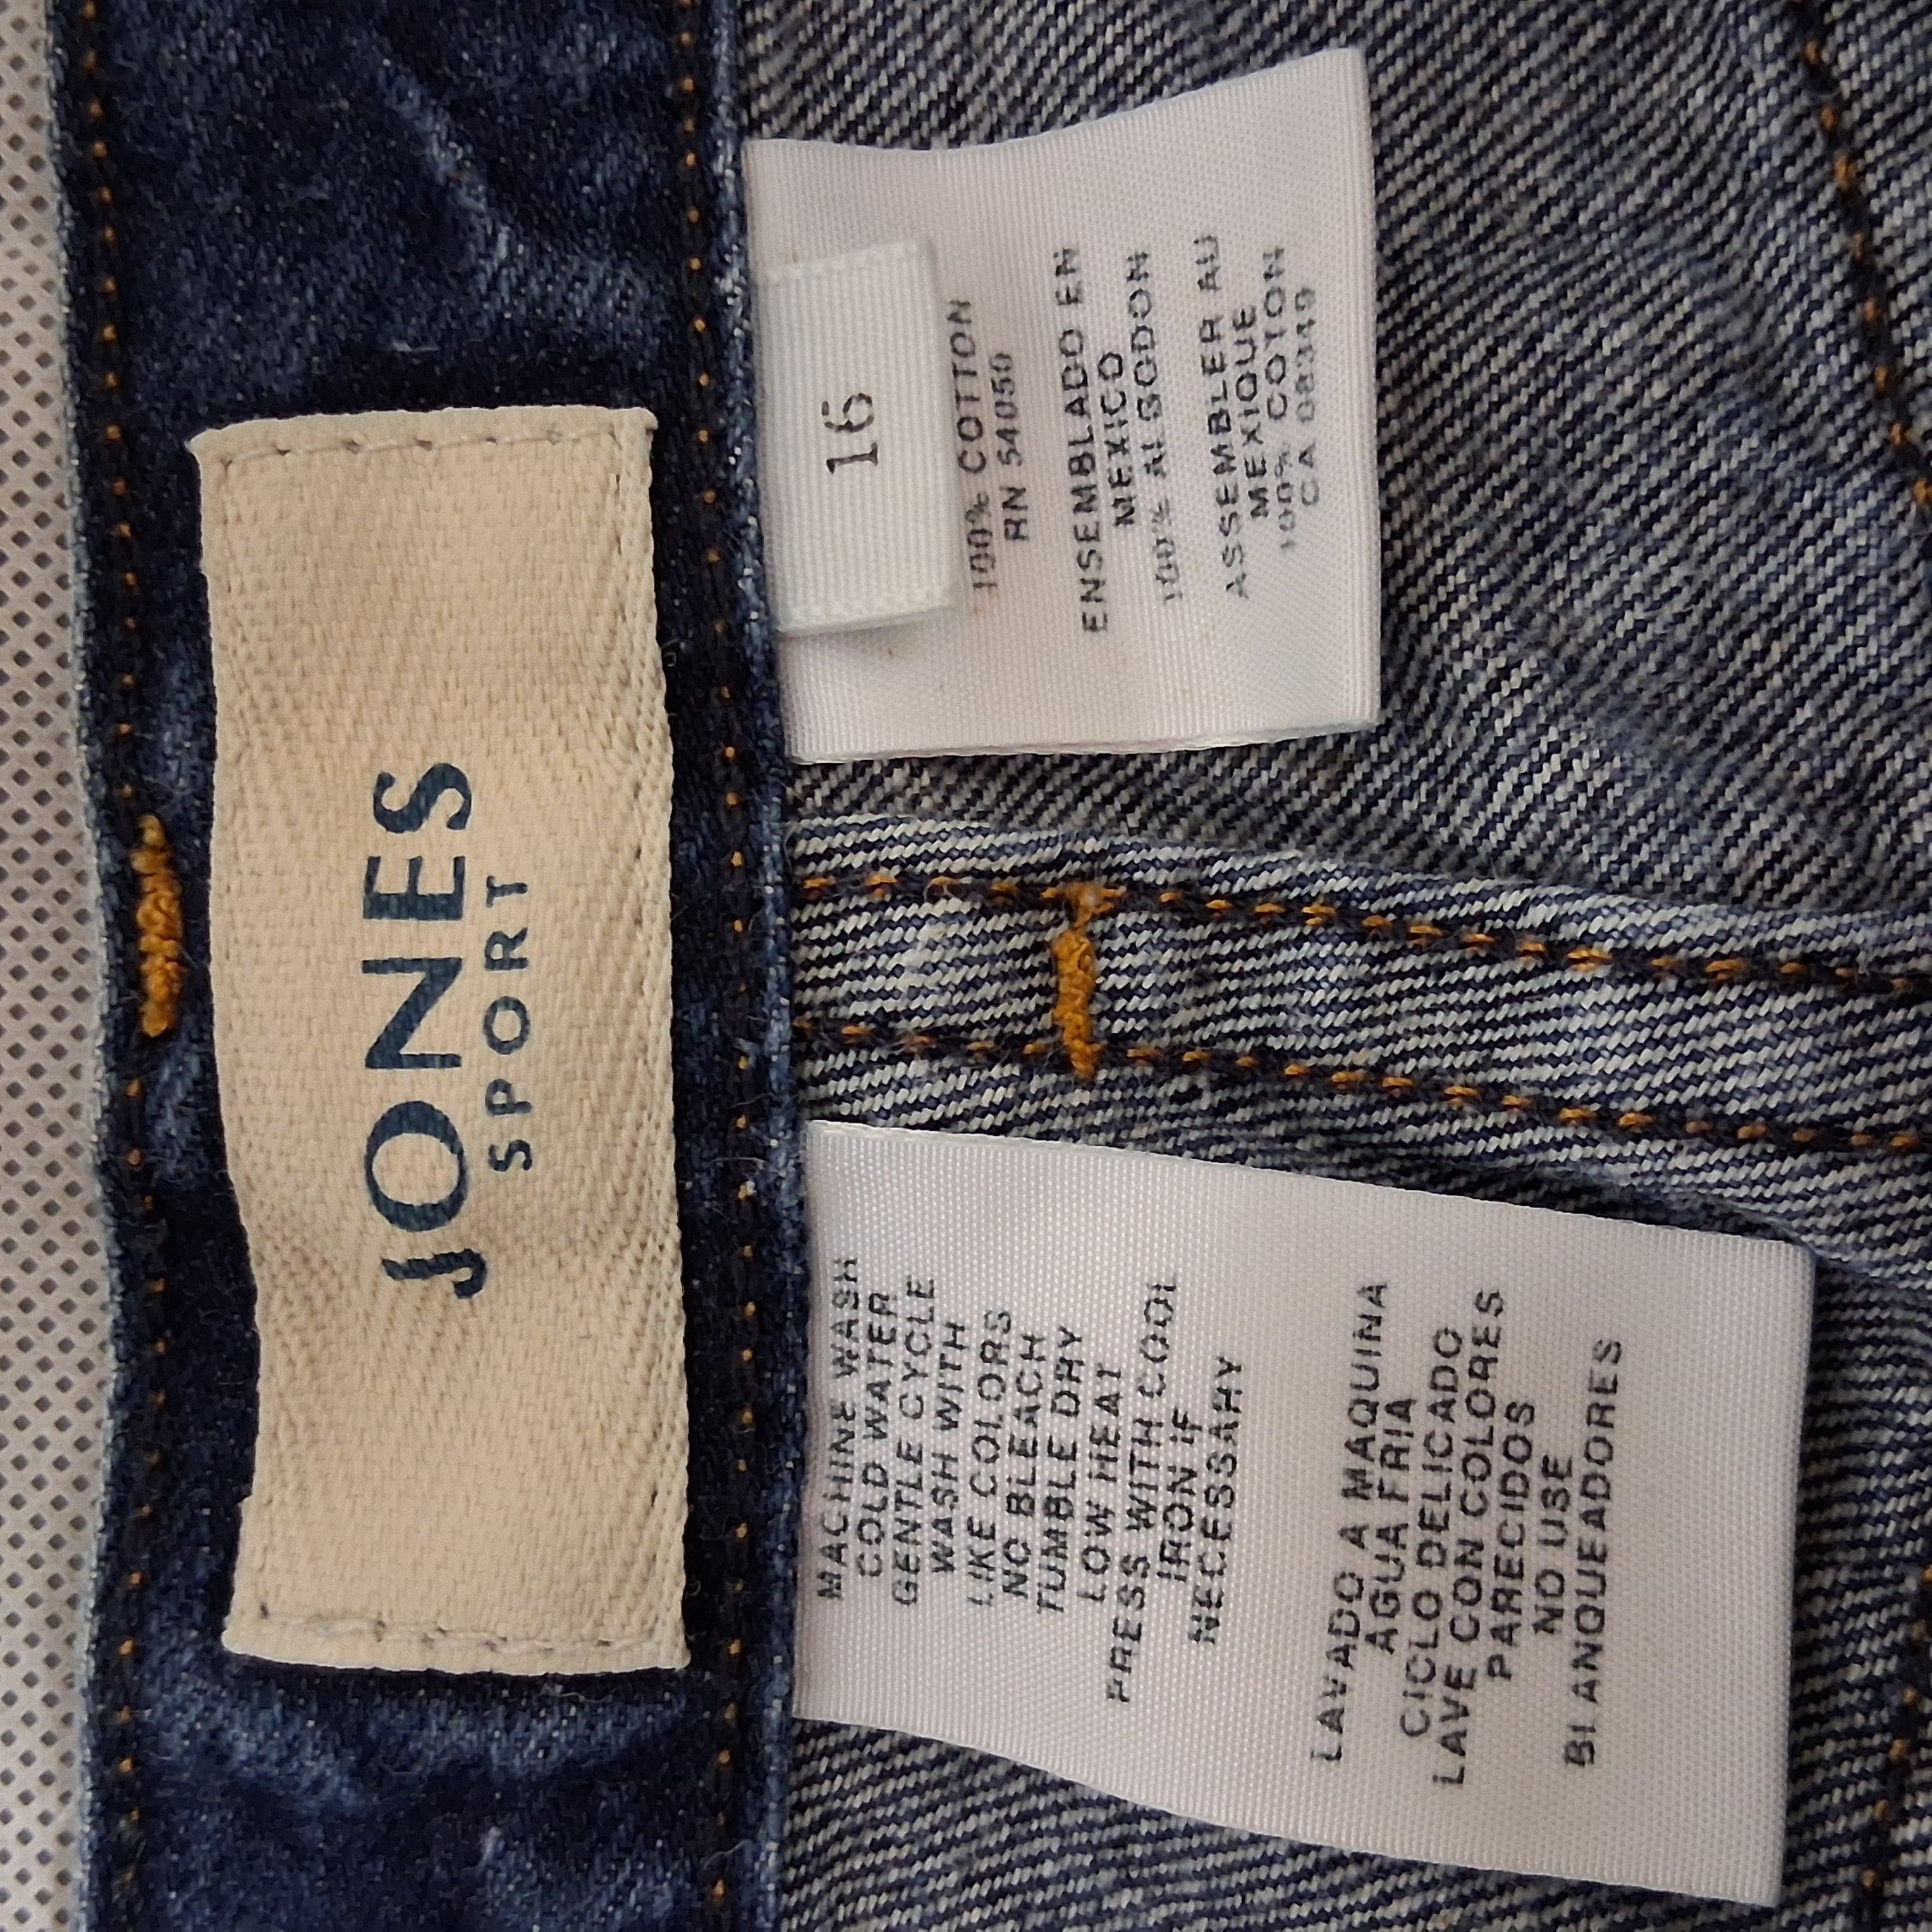 JONES
SPORT
16
100% COTTON
RN 54050
ENSEMBLADO EN
MEXICO
100% ALGODON
ASSEMBLER AU
MEXIQUE
100% COTON
CA 08349
MACHINE WASH
COLD WATER
GENTLE CYCLE
WASH WITH
LIKE COLORS
NO BLEACH
TUMBLE DRY
LOW HEAT
PRESS WITH COOL
IRON IF
NECESSARY
LAVADO A MAQUINA
AGUA FRIA
CICLO DELICADO
LAVE CON COLORES
PARECIDOS
NO USE
BLANQUEADORES